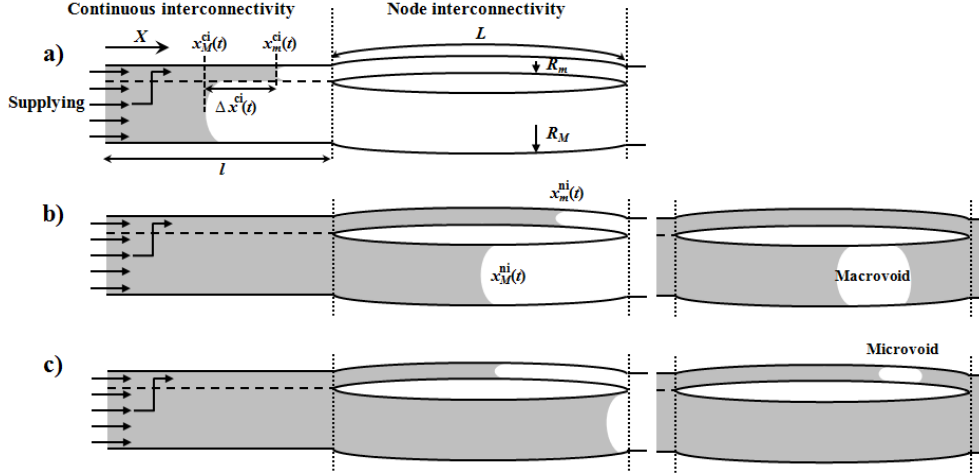 Continuous interconnectivity
Node interconnectivity
a)
X
x_M^ci(t)
x_m^ci(t)
L
R_m
Supplying
Δx^ci(t)
R_M
l
b)
x_m^ni(t)
x_M^ni(t)
Macrovoid
c)
Microvoid